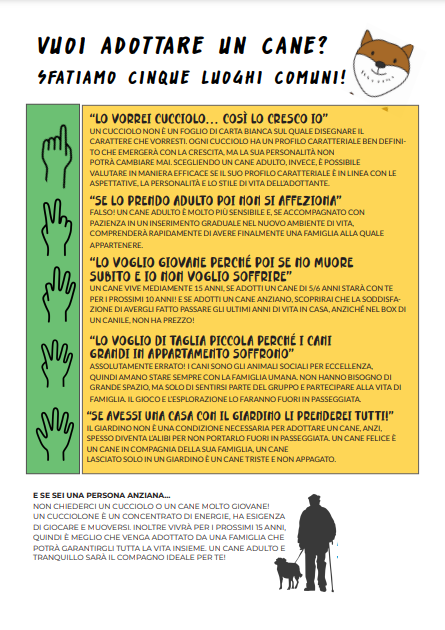 VUOI ADOTTARE UN CANE?
SFATIAMO CINQUE LUOGHI COMUNI!
"LO VORREI CUCCIOLO... COSÌ LO CRESCO IO"
UN CUCCIOLO NON È UN FOGLIO DI CARTA BIANCA SUL QUALE DISEGNARE IL
CARATTERE CHE VORRESTI. OGNI CUCCIOLO HA UN PROFILO CARATTERIALE BEN DEFINI-
TO CHE EMERGERÀ CON LA CRESCITA, MA LA SUA PERSONALITÀ NON
POTRÀ CAMBIARE MAI. SCEGLIENDO UN CANE ADULTO, INVECE, È POSSIBILE
VALUTARE IN MANIERA EFFICACE SE IL SUO PROFILO CARATTERIALE È IN LINEA CON LE
ASPETTATIVE, LA PERSONALITÀ E LO STILE DI VITA DELL'ADOTTANTE.
"SE LO PRENDO ADULTO POI NON SI AFFEZIONA"
FALSO! UN CANE ADULTO È MOLTO PIÙ SENSIBILE E, SE ACCOMPAGNATO CON
PAZIENZA IN UN INSERIMENTO GRADUALE NEL NUOVO AMBIENTE DI VITA,
COMPRENDERÀ RAPIDAMENTE DI AVERE FINALMENTE UNA FAMIGLIA ALLA QUALE
APPARTENERE.
"LO VOGLIO GIOVANE PERCHÉ POI SE NO MUORE
SUBITO E IO NON VOGLIO SOFFRIRE"
UN CANE VIVE MEDIAMENTE 15 ANNI, SE ADOTTI UN CANE DI 5/6 ANNI STARÀ CON TE
PER I PROSSIMI 10 ANNI! E SE ADOTTI UN CANE ANZIANO, SCOPRIRAI CHE LA SODDISFA-
ZIONE DI AVERGLI FATTO PASSARE GLI ULTIMI ANNI DI VITA IN CASA, ANZICHÉ NEL BOX DI
UN CANILE, NON HA PREZZO!
"LO VOGLIO DI TAGLIA PICCOLA PERCHÉ I CANI
GRANDI IN APPARTAMENTO SOFFRONO"
ASSOLUTAMENTE ERRATO! I CANI SONO GLI ANIMALI SOCIALI PER ECCELLENZA,
QUINDI AMANO STARE SEMPRE CON LA FAMIGLIA UMANA. NON HANNO BISOGNO DI
GRANDE SPAZIO, MA SOLO DI SENTIRSI PARTE DEL GRUPPO E PARTECIPARE ALLA VITA DI
FAMIGLIA. IL GIOCO E L'ESPLORAZIONE LO FARANNO FUORI IN PASSEGGIATA.
"SE AVESSI UNA CASA CON IL GIARDINO LI PRENDEREI TUTTI!"
IL GIARDINO NON È UNA CONDIZIONE NECESSARIA PER ADOTTARE UN CANE, ANZI,
SPESSO DIVENTA L'ALIBI PER NON PORTARLO FUORI IN PASSEGGIATA. UN CANE FELICE È
UN CANE IN COMPAGNIA DELLA SUA FAMIGLIA, UN CANE
LASCIATO SOLO IN UN GIARDINO È UN CANE TRISTE E NON APPAGATO.
E SE SEI UNA PERSONA ANZIANA...
NON CHIEDERCI UN CUCCIOLO O UN CANE MOLTO GIOVANE!
UN CUCCIOLONE È UN CONCENTRATO DI ENERGIE, HA ESIGENZA
DI GIOCARE E MUOVERSI. INOLTRE VIVRÀ PER I PROSSIMI 15 ANNI,
QUINDI È MEGLIO CHE VENGA ADOTTATO DA UNA FAMIGLIA CHE
POTRÀ GARANTIRGLI TUTTA LA VITA INSIEME. UN CANE ADULTO E
TRANQUILLO SARÀ IL COMPAGNO IDEALE PER TE!